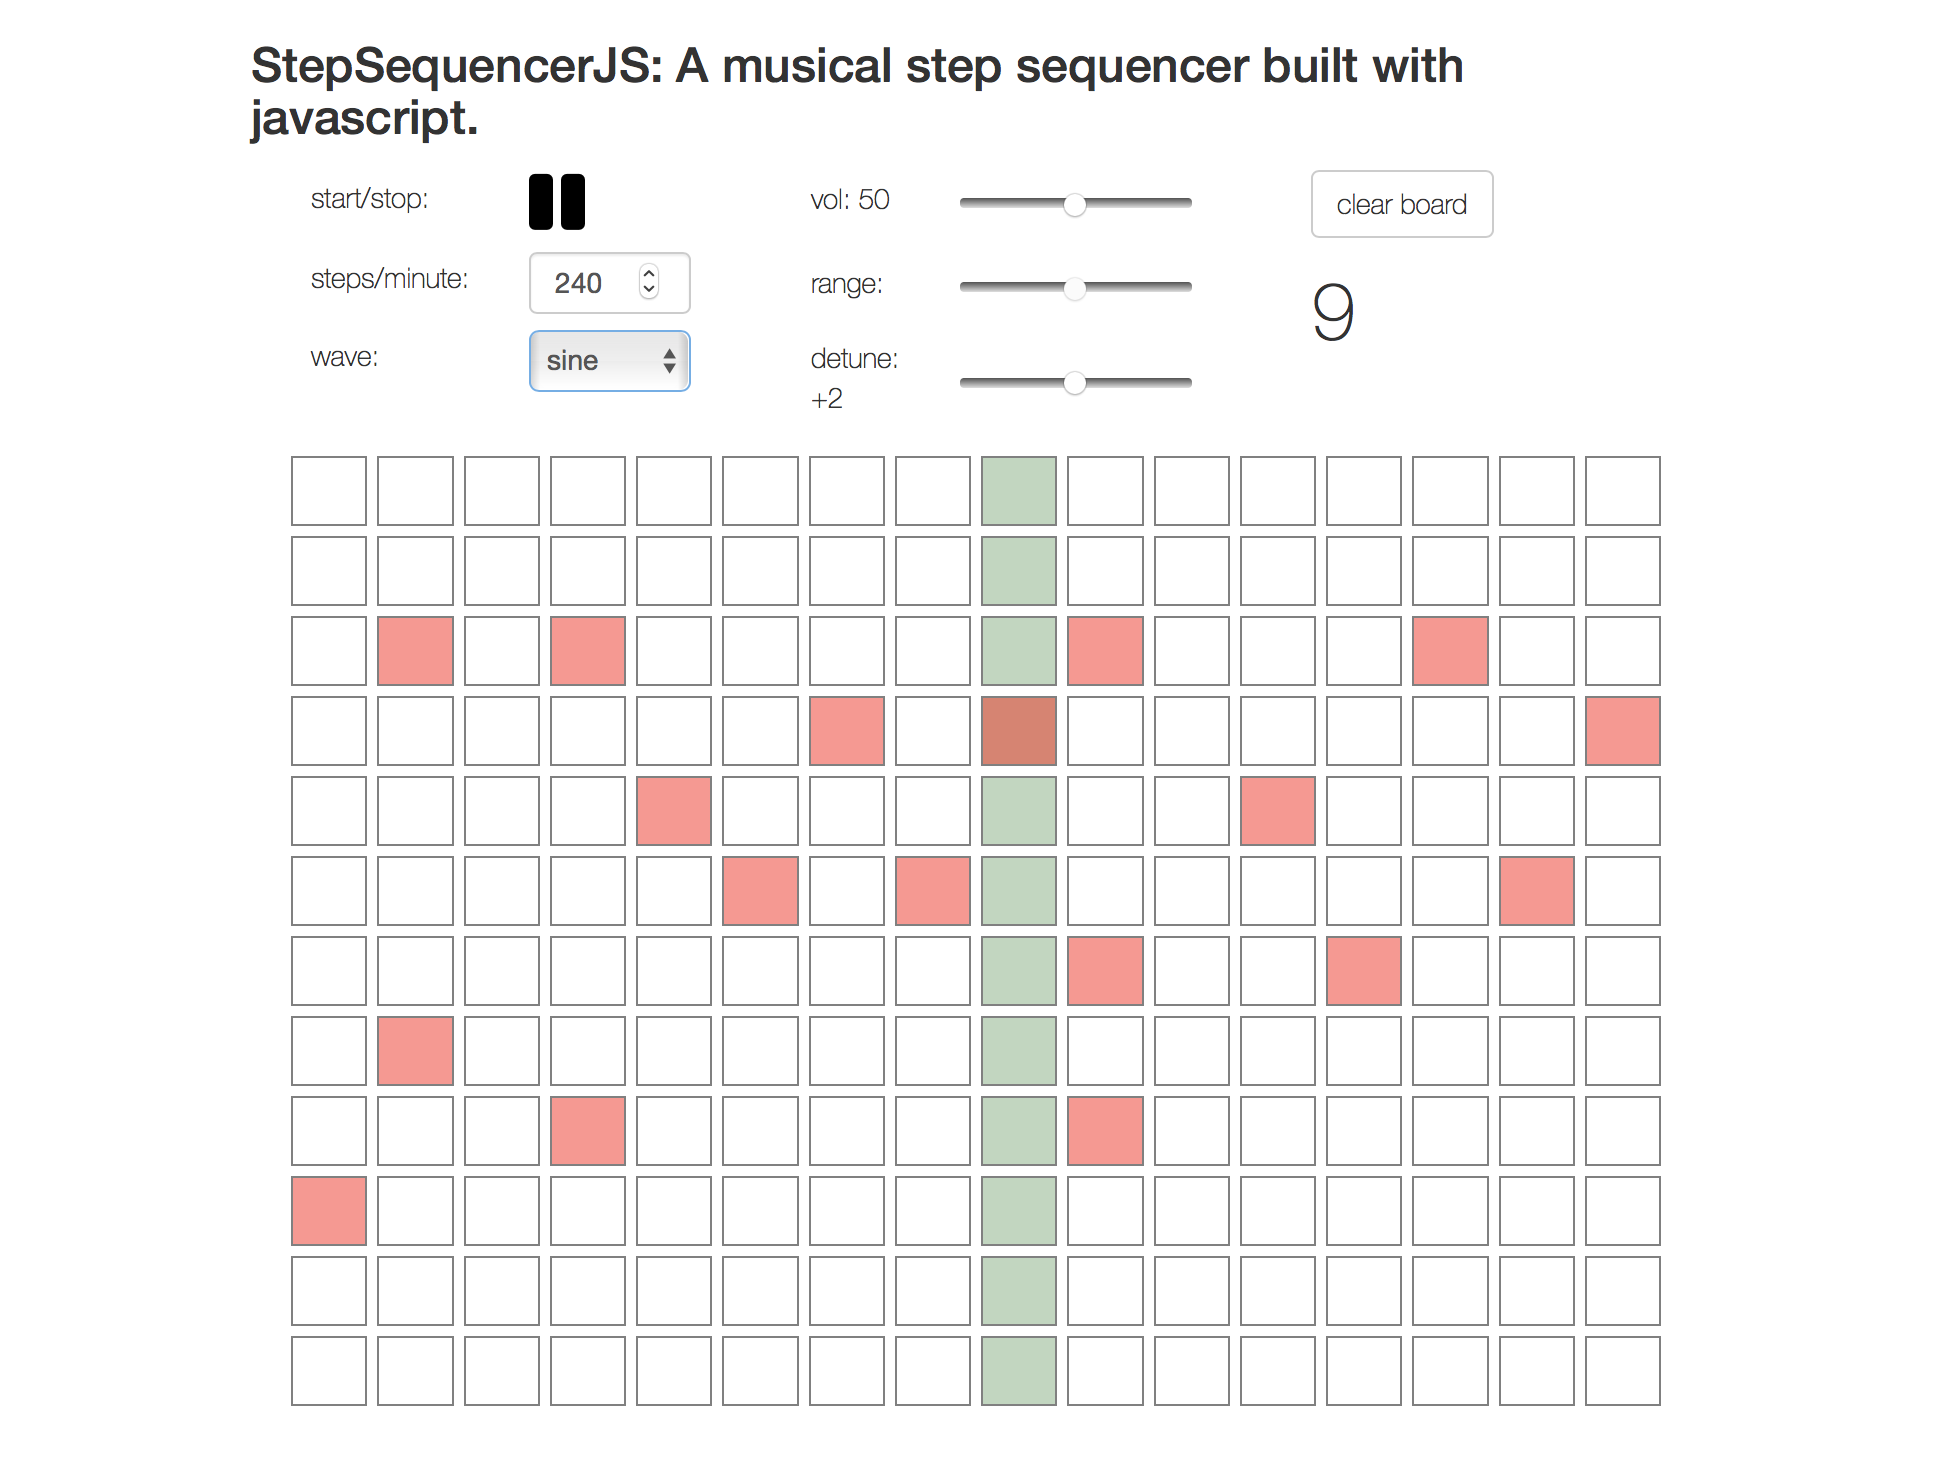 StepSequencerJS: A musical step sequencer built with
javascript.
start/stop:
vol: 50
clear board
steps/minute:
240
range:
9
wave:
sine
detune:
+2